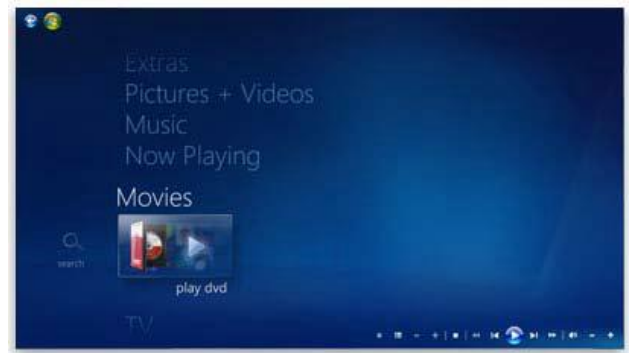 Extras
Pictures + Videos
Music
Now Playing
Movies
search
play dvd
TV